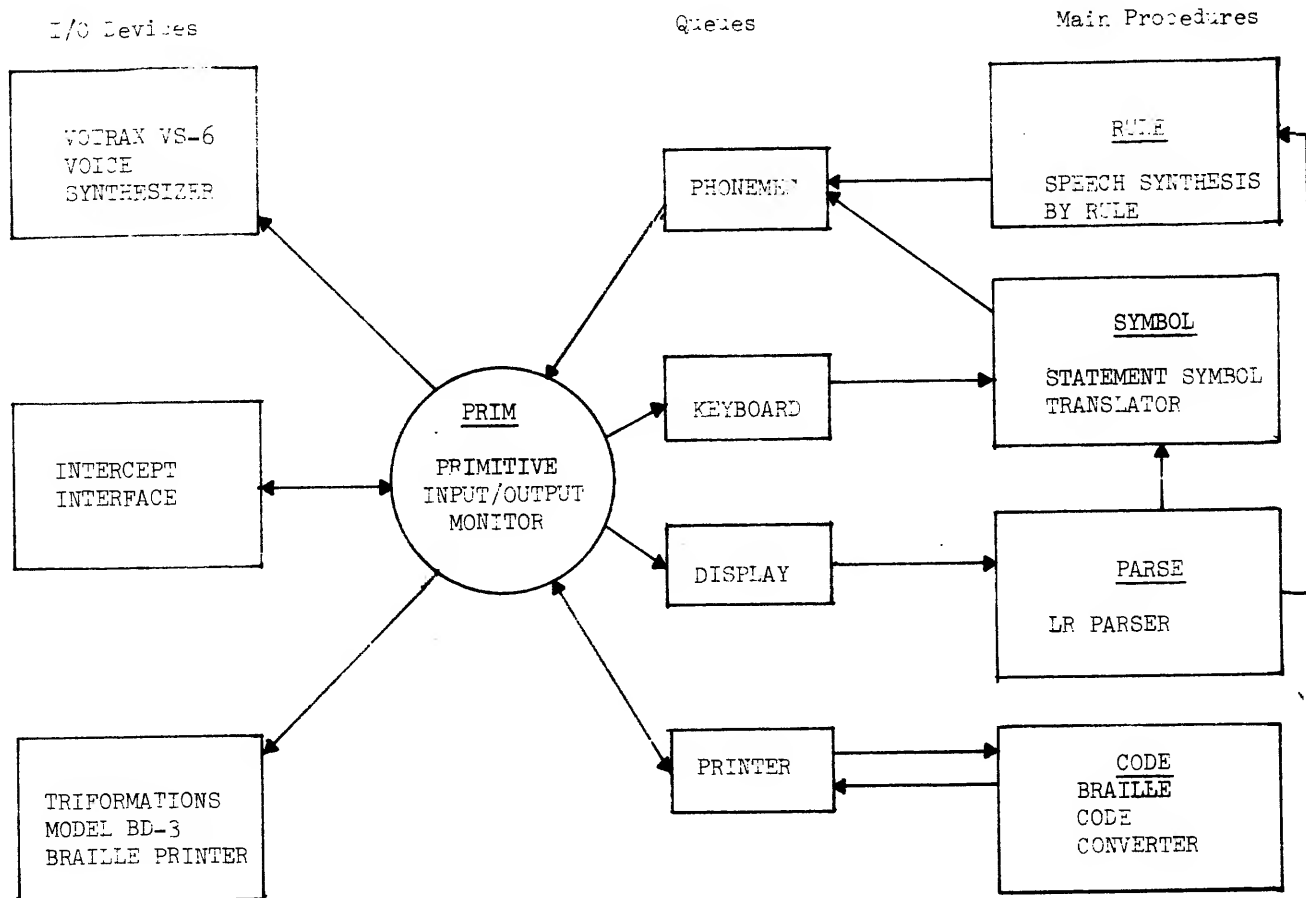 I/O Devices
Queues
Main Procedures
VOTRAX VS-6
VOICE
SYNTHESIZER
PHONEMES
RULE
SPEECH SYNTHESIS
BY RULE
SYMBOL
STATEMENT SYMBOL
TRANSLATOR
KEYBOARD
PRIM
PRIMITIVE
INPUT/OUTPUT
MONITOR
INTERCEPT
INTERFACE
DISPLAY
PARSE
LR PARSER
PRINTER
CODE
BRAILLE
CODE
CONVERTER
TRIFORMATIONS
MODEL BD-3
BRAILLE PRINTER